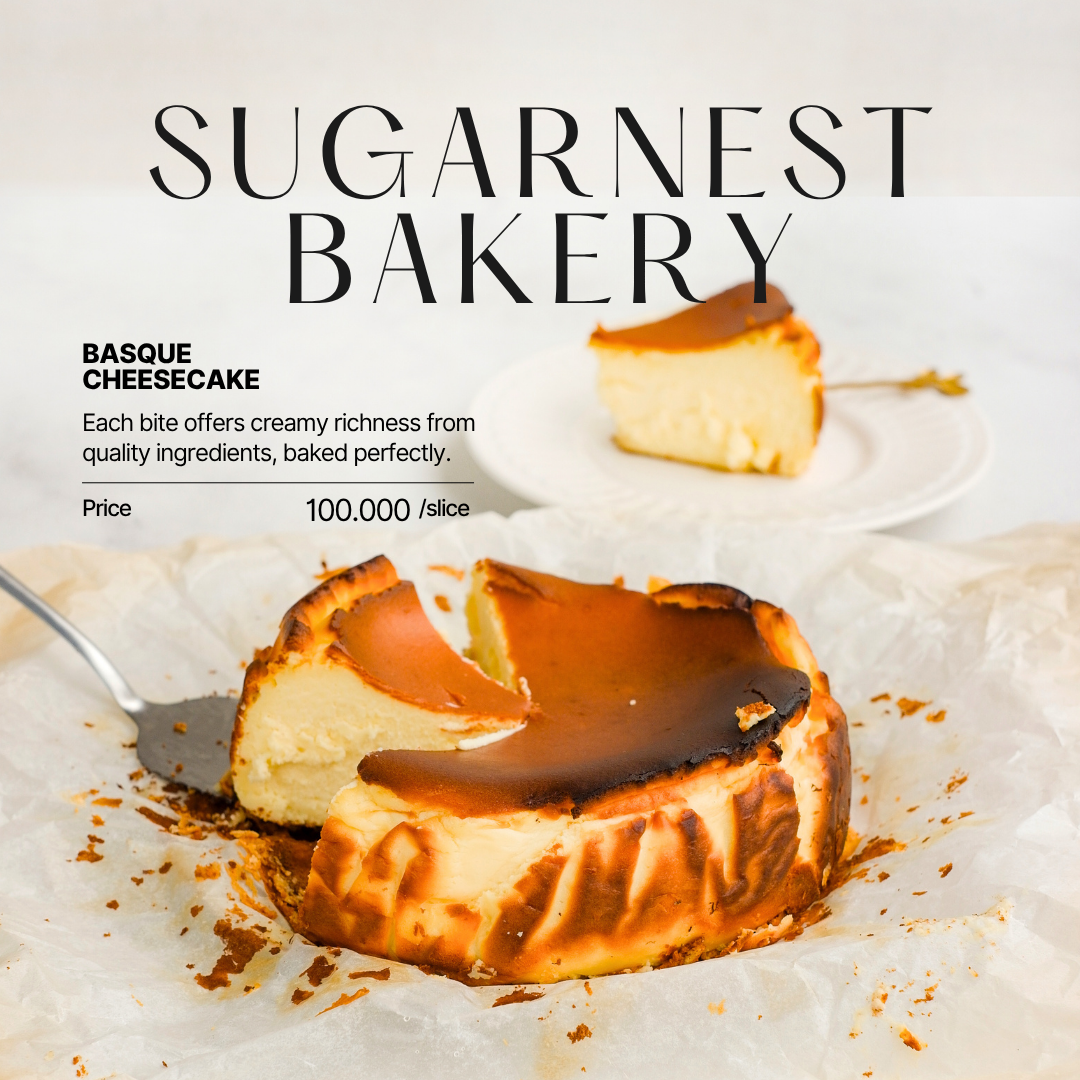 SUGARNEST
BAKERY
BASQUE
CHEESECAKE
Each bite offers creamy richness from
quality ingredients, baked perfectly.
Price 100.000 /slice